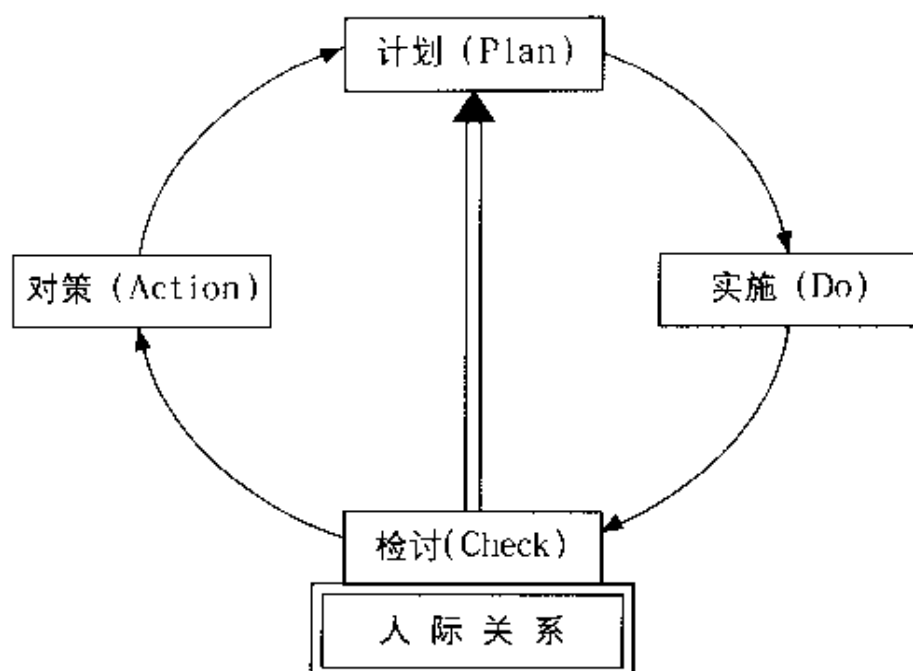 计划 (Plan)
对策 (Action)
实施 (Do)
检讨(Check)
人 际 关 系